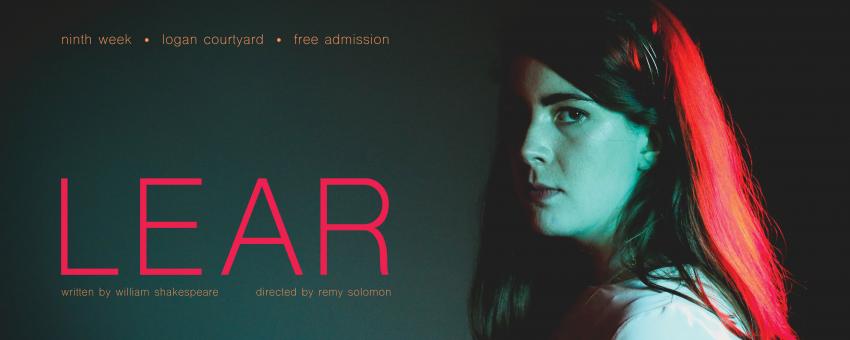 ninth week • logan courtyard • free admission
LEAR
written by william shakespeare directed by remy solomon